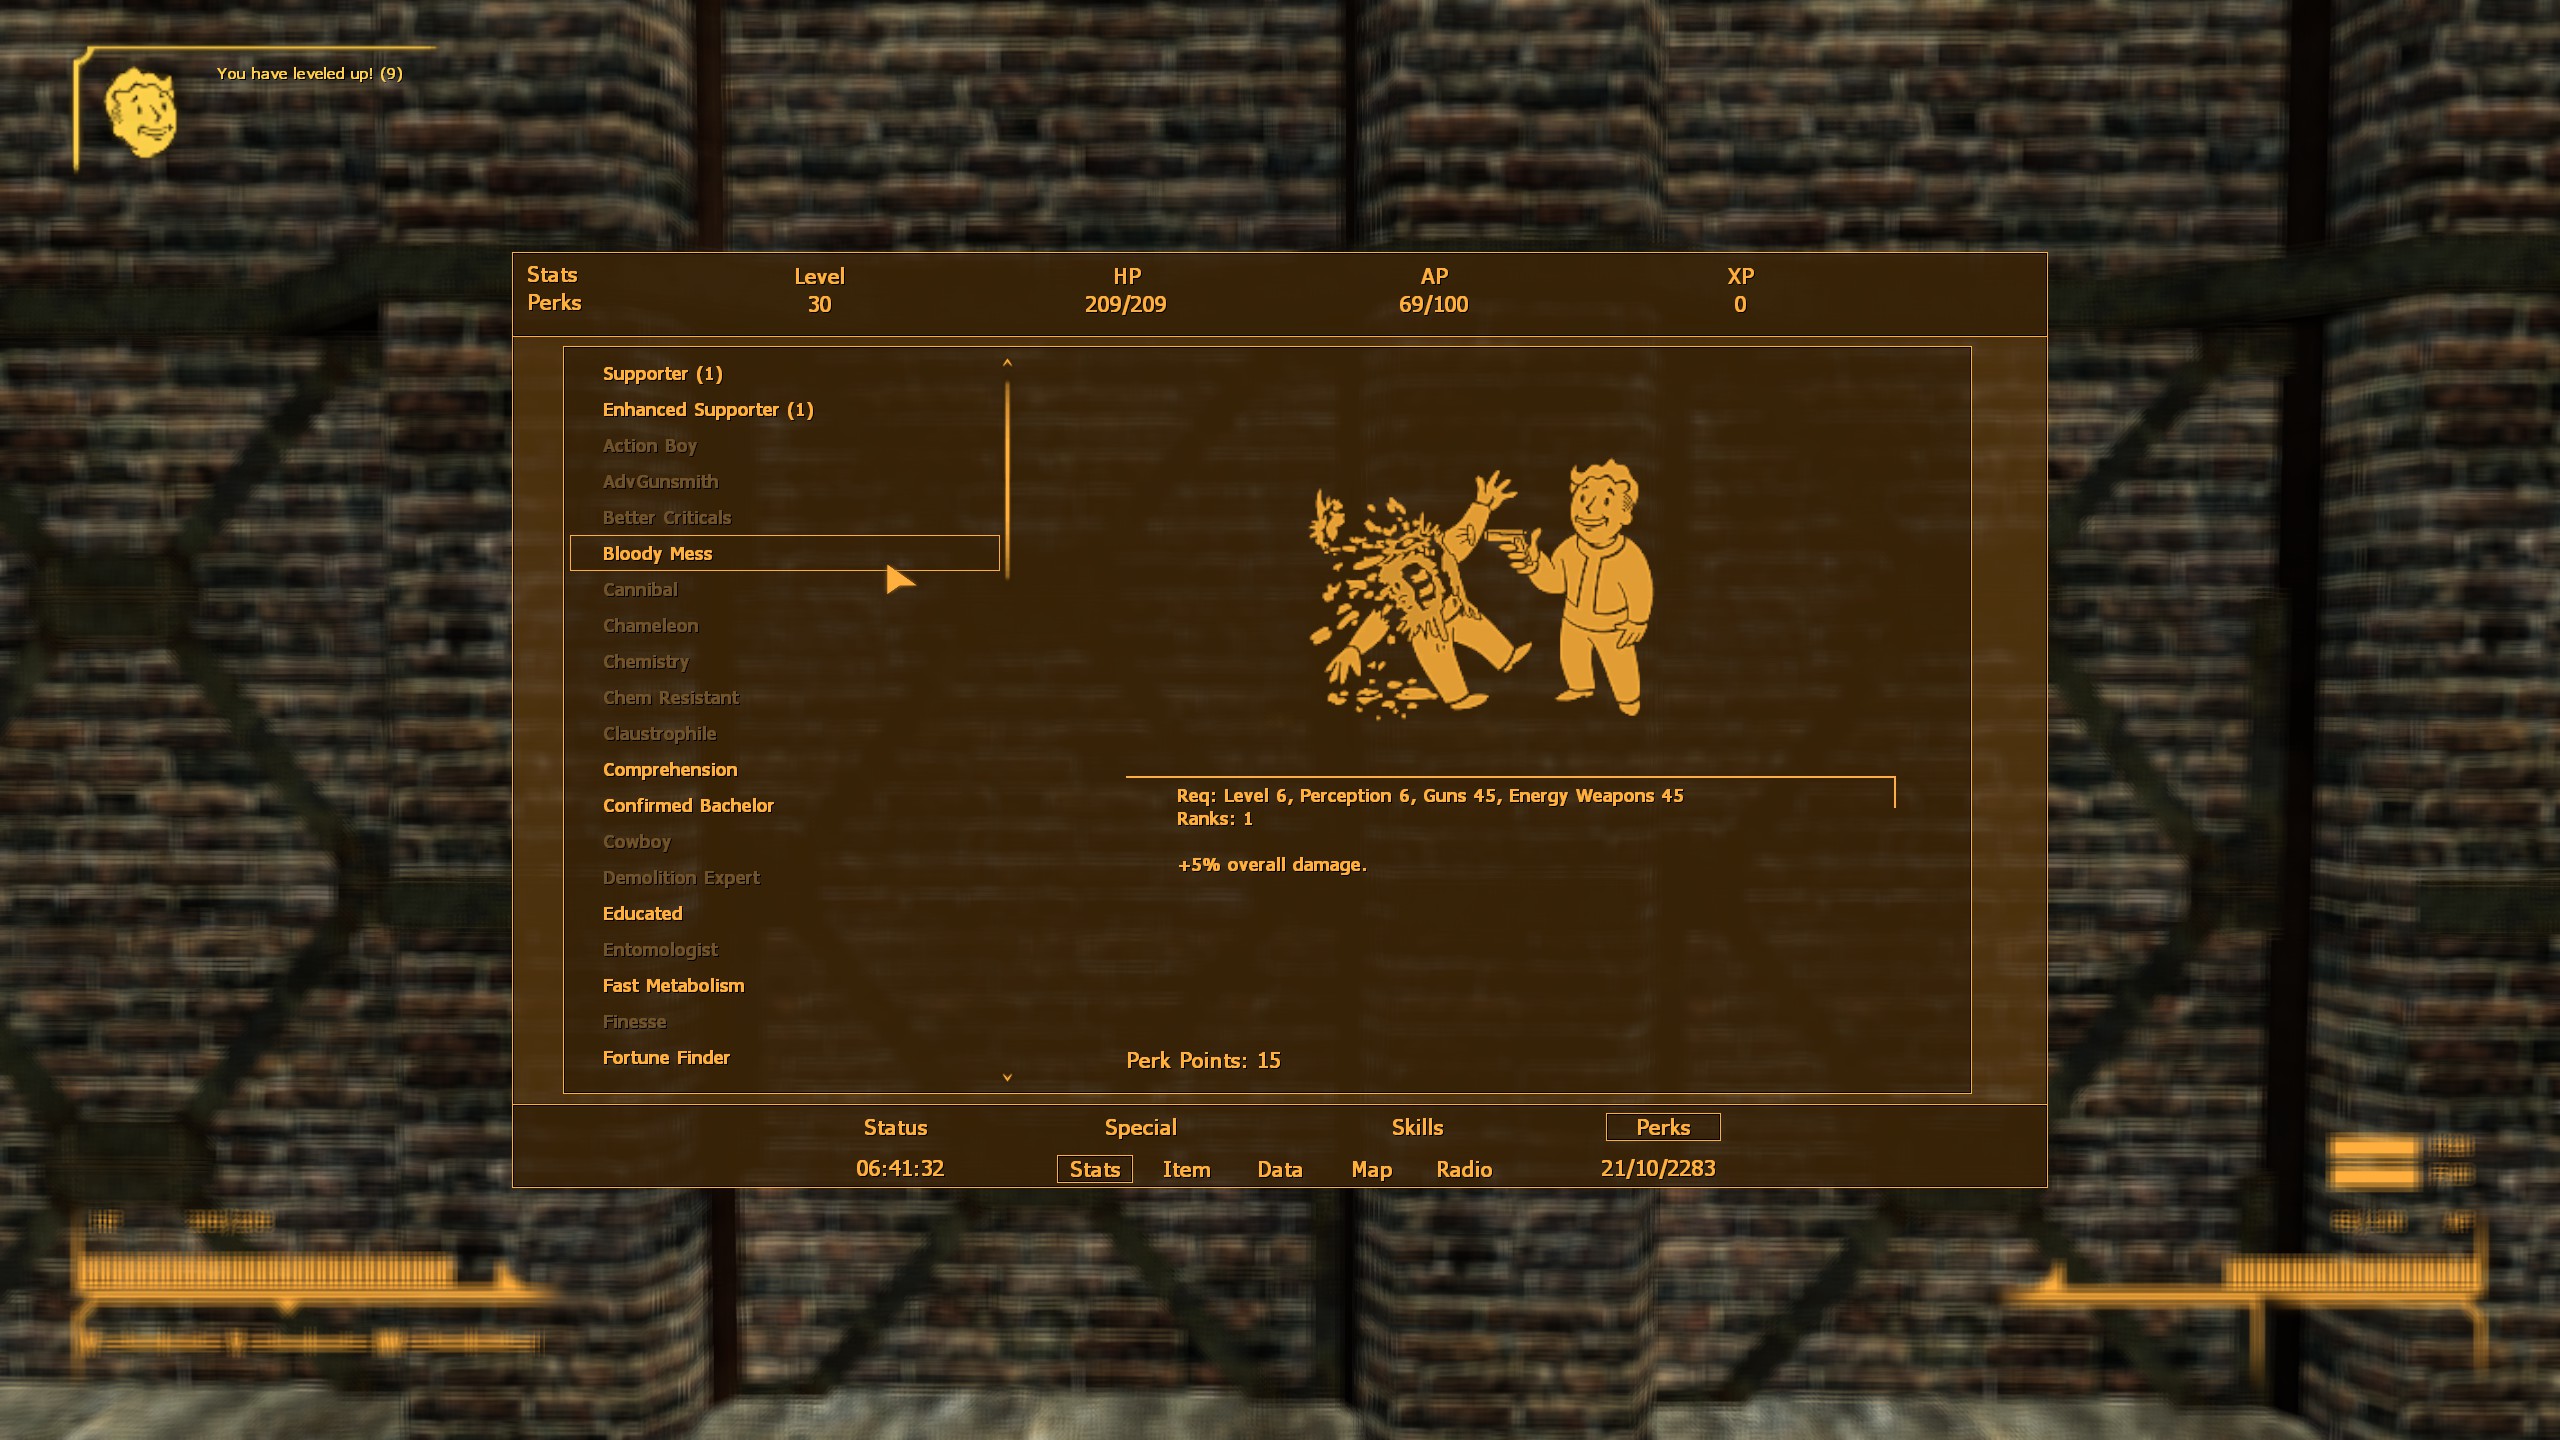 You have leveled up! (9)
Stats
Level
HP
AP
XP
Perks
30
209/209
69/100
0
Supporter (1)
Enhanced Supporter (1)
Action Boy
AdvGunsmith
Better Criticals
Bloody Mess
Cannibal
Chameleon
Chemistry
Chem Resistant
Claustrophile
Comprehension
Confirmed Bachelor
Cowboy
Demolition Expert
Educated
Entomologist
Fast Metabolism
Finesse
Fortune Finder
Req: Level 6, Perception 6, Guns 45, Energy Weapons 45
Ranks: 1
+5% overall damage.
Perk Points: 15
Status
Special
Skills
Perks
06:41:32
Stats
Item
Data
Map
Radio
21/10/2283